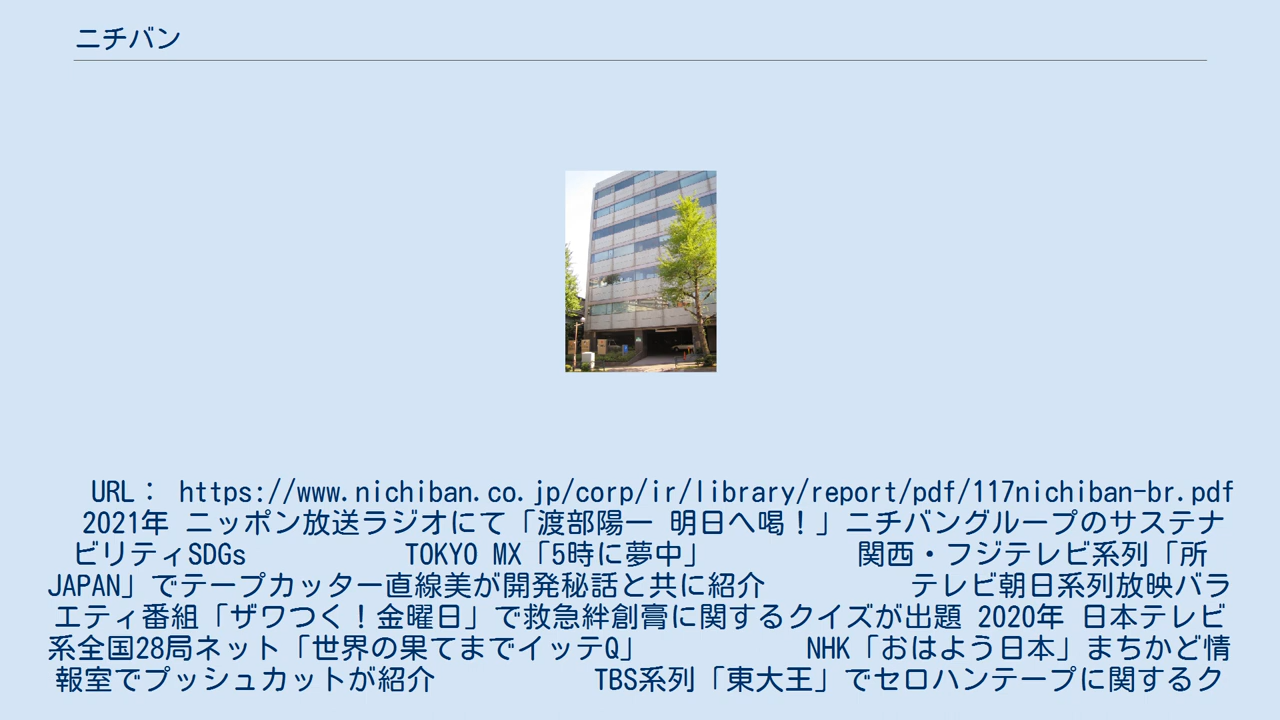 ニチバン
URL： https://www.nichiban.co.jp/corp/ir/library/report/pdf/117nichiban-br.pdf
2021年 ニッポン放送ラジオにて「渡部陽一 明日へ喝！」ニチバングループのサステナ
ビリティSDGs TOKYO MX「5時に夢中」 関西・フジテレビ系列「所
JAPAN」でテープカッター直線美が開発秘話と共に紹介 テレビ朝日系列放映バラ
エティ番組「ザワつく！金曜日」で救急絆創膏に関するクイズが出題 2020年 日本テレビ
系全国28局ネット「世界の果てまでイッテQ」 NHK「おはよう日本」まちかど情
報室でプッシュカットが紹介 TBS系列「東大王」でセロハンテープに関するク